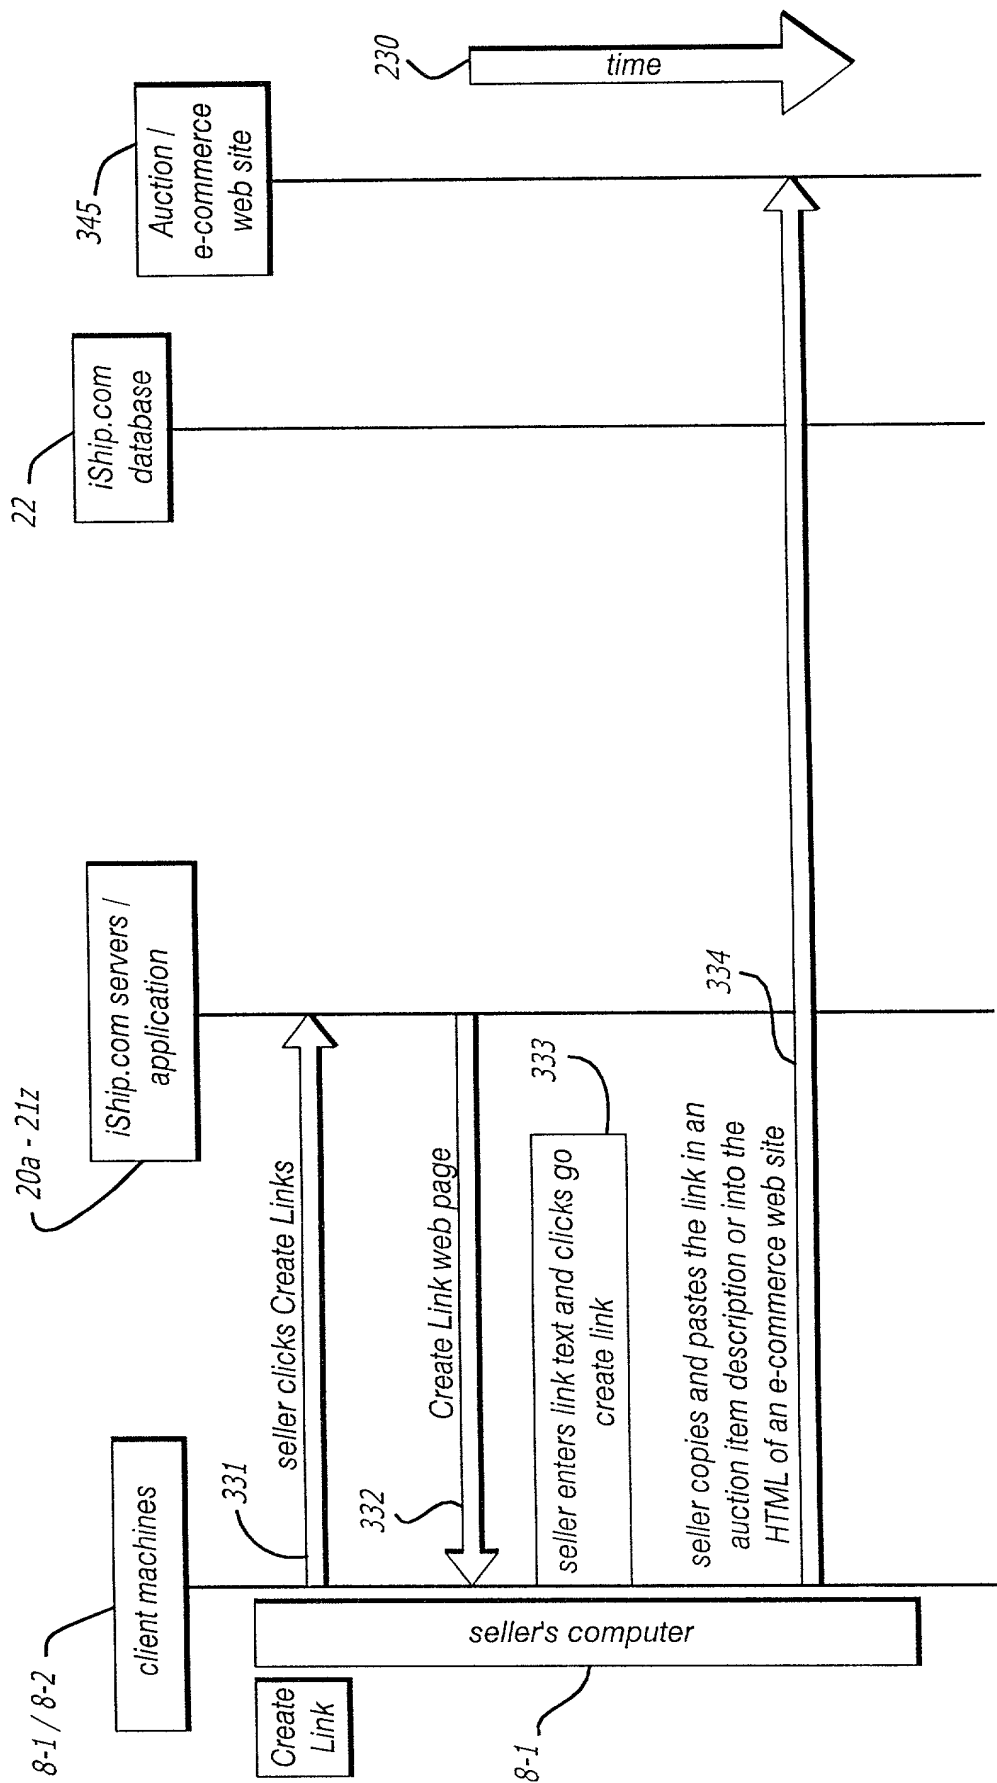 8-1 / 8-2
client machines
20a - 21z
iShip.com servers /
application
22
iShip.com
database
345
Auction /
e-commerce
web site
230
time
Create
Link
8-1
seller's computer
331
seller clicks Create Links
332
Create Link web page
333
seller enters link text and clicks go
create link
334
seller copies and pastes the link in an
auction item description or into the
HTML of an e-commerce web site